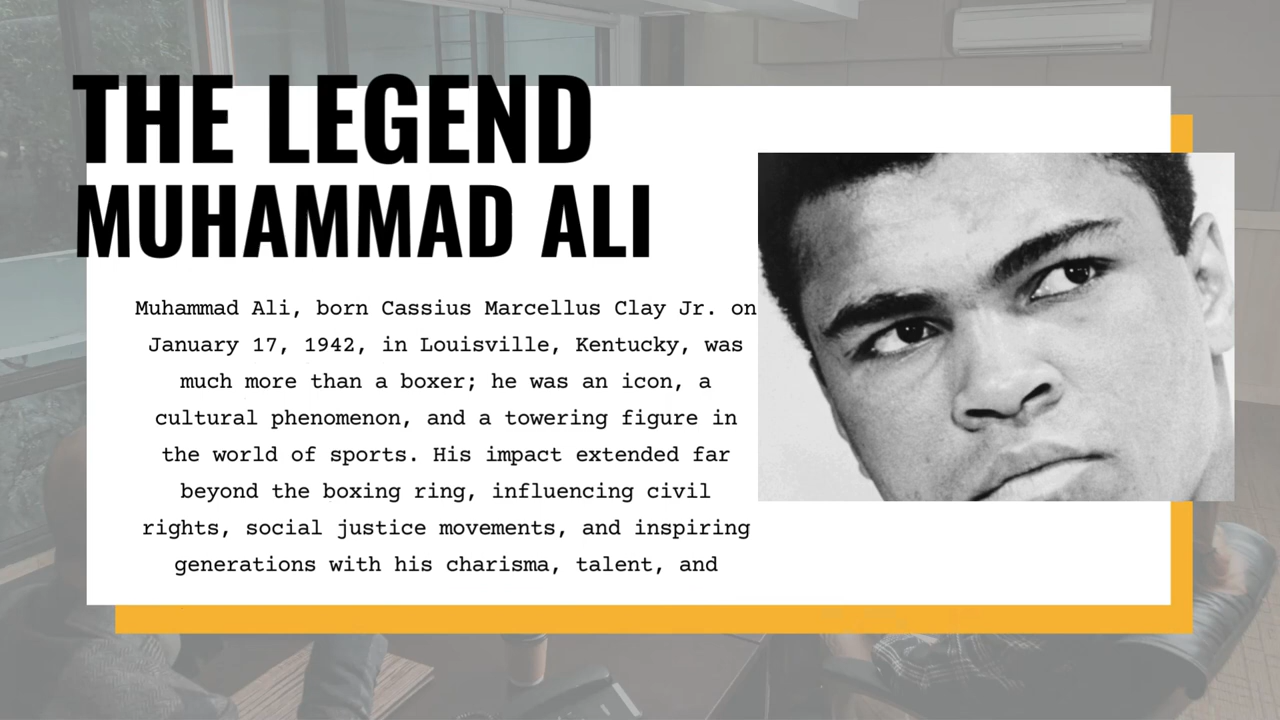 THE LEGEND
MUHAMMAD ALI
Muhammad Ali, born Cassius Marcellus Clay Jr. on
January 17, 1942, in Louisville, Kentucky, was
much more than a boxer; he was an icon, a
cultural phenomenon, and a towering figure in
the world of sports. His impact extended far
beyond the boxing ring, influencing civil
rights, social justice movements, and inspiring
generations with his charisma, talent, and